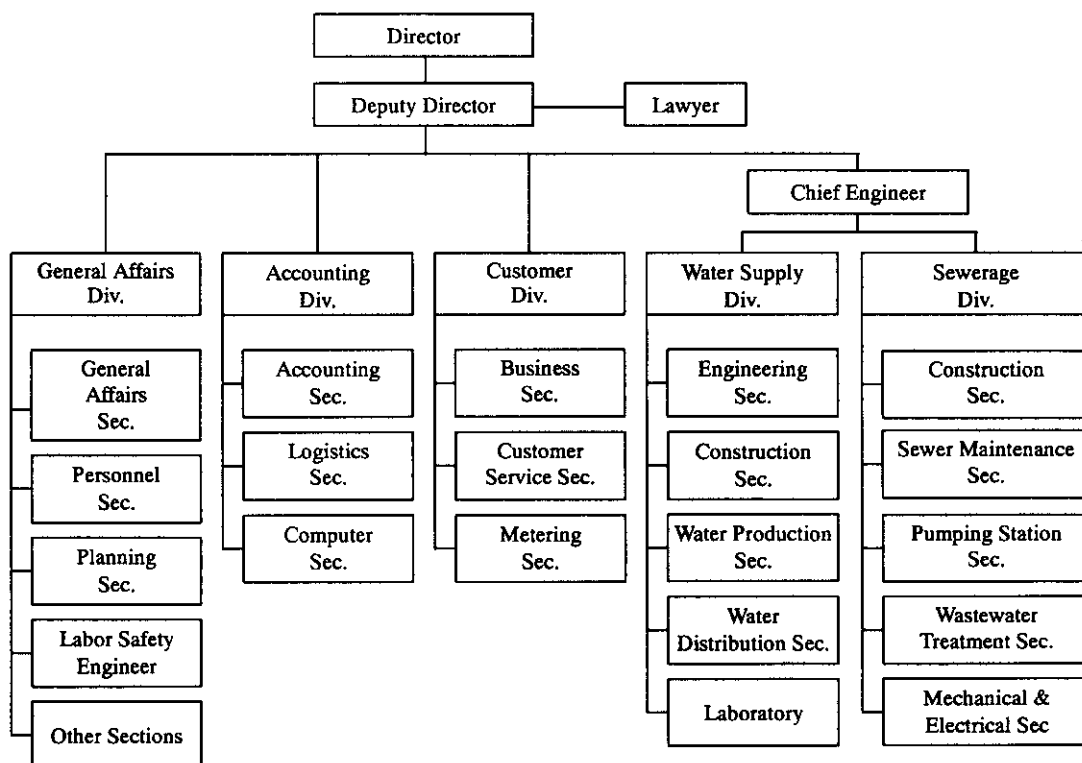 Director
Deputy Director
Lawyer
Chief Engineer
General Affairs
Div.
Accounting
Div.
Customer
Div.
Water Supply
Div.
Sewerage
Div.
General
Affairs
Sec.
Personnel
Sec.
Planning
Sec.
Labor Safety
Engineer
Other Sections
Accounting
Sec.
Logistics
Sec.
Computer
Sec.
Business
Sec.
Customer
Service Sec.
Metering
Sec.
Engineering
Sec.
Construction
Sec.
Water Production
Sec.
Water
Distribution Sec.
Laboratory
Construction
Sec.
Sewer Maintenance
Sec.
Pumping Station
Sec.
Wastewater
Treatment Sec.
Mechanical &
Electrical Sec